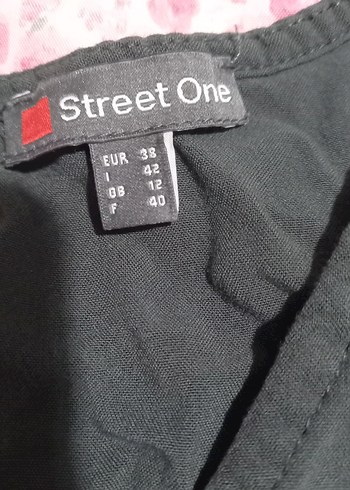 Street One
EUR 38
I 42
GB 12
F 40